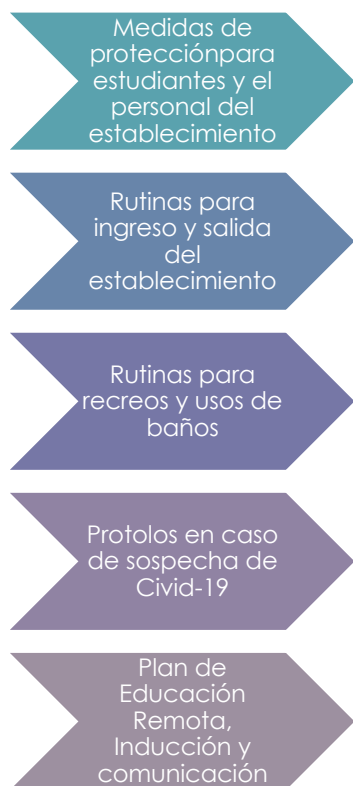 Medidas de
protecciónpara
estudiantes y el
personal del
establecimiento
Rutinas para
ingreso y salida
del
establecimiento
Rutinas para
recreos y usos de
baños
Protolos en caso
de sospecha de
Civid-19
Plan de
Educación
Remota,
Inducción y
comunicación